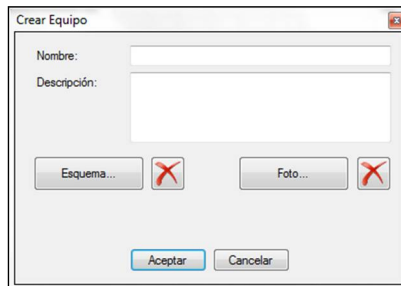 Crear Equipo
Nombre:
Descripción:
Esquema... Foto...
Aceptar Cancelar